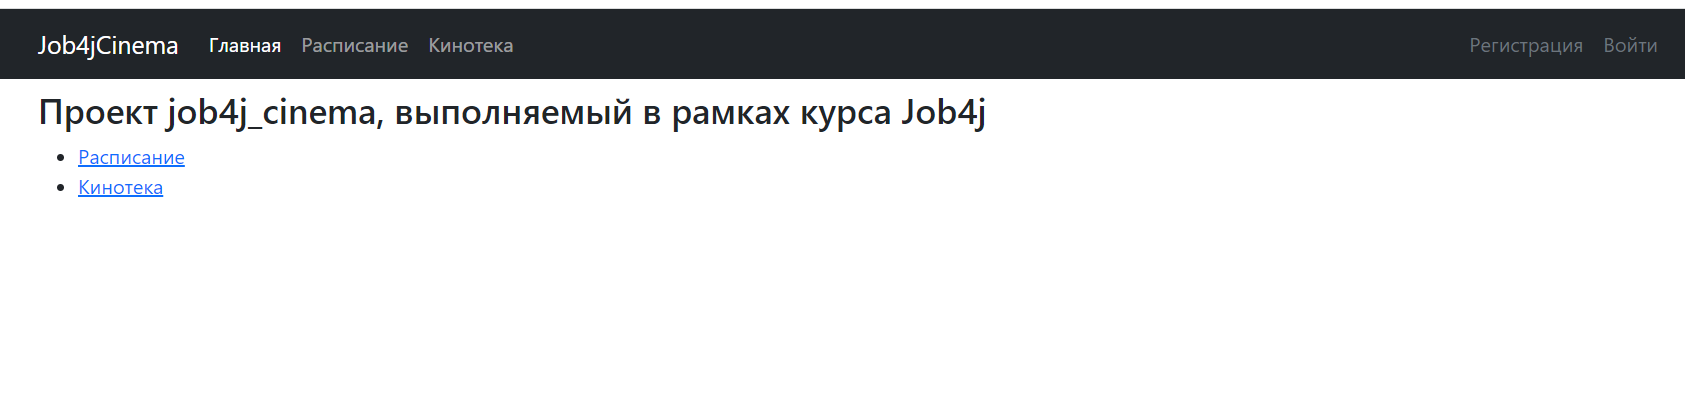 Job4jCinema Главная Расписание Кинотека Регистрация Войти
Проект job4j_cinema, выполняемый в рамках курса Job4j
Расписание
Кинотека